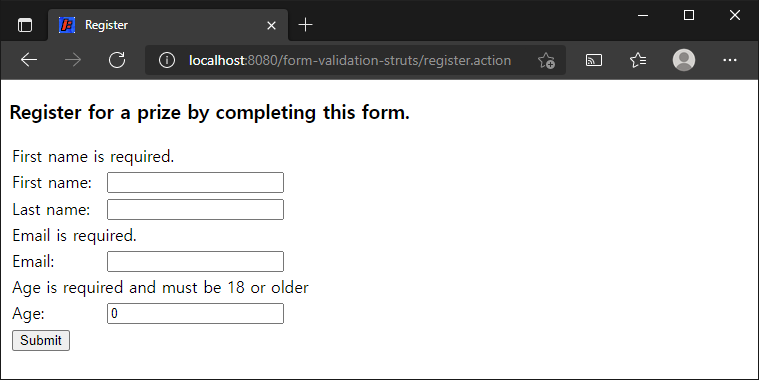 Register
localhost:8080/form-validation-struts/register.action
Register for a prize by completing this form.
First name is required.
First name:
Last name:
Email is required.
Email:
Age is required and must be 18 or older
Age: 0
Submit